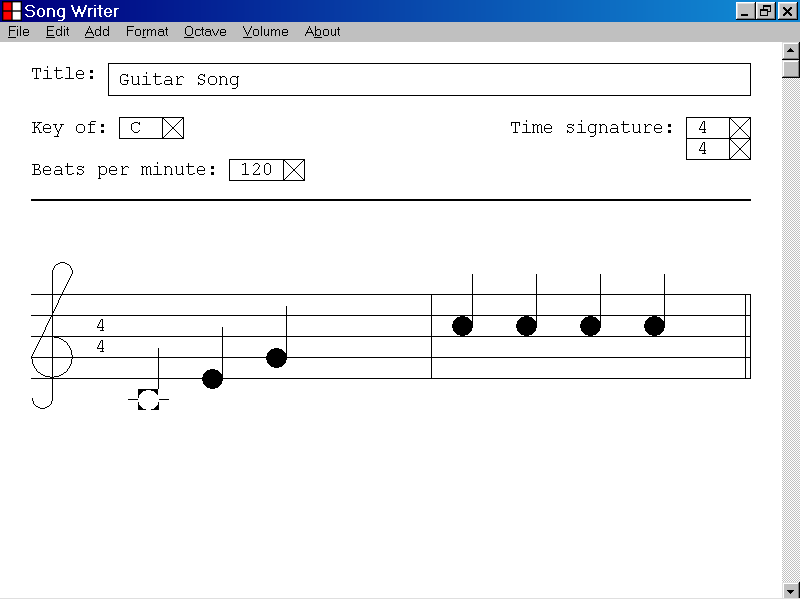 Song Writer
File Edit Add Format Octave Volume About
Title: Guitar Song
Key of: C Time signature: 4
4
Beats per minute: 120
4
4